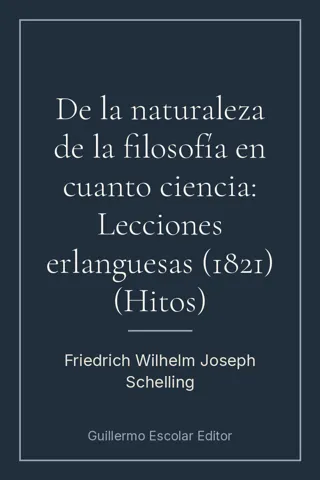 De la naturaleza
de la filosofía en
cuanto ciencia:
Lecciones
erlanguesas (1821)
(Hitos)
Friedrich Wilhelm Joseph
Schelling
Guillermo Escolar Editor